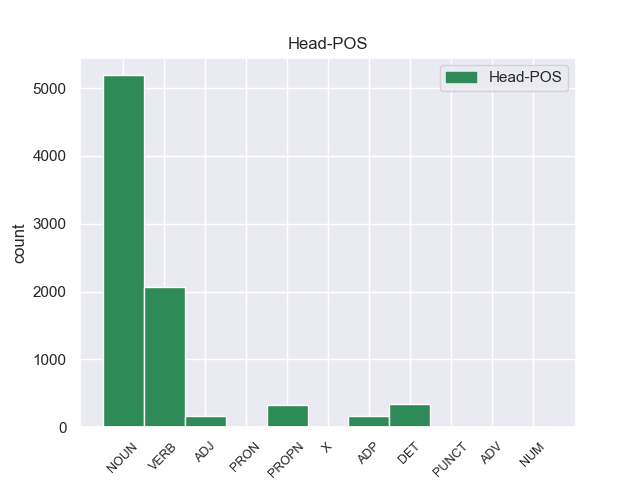 Head-POS
Head-POS
5000
4000
3000
2000
1000
0
count
NOUN VERB ADJ PRON PROPN X ADP DET PUNCT ADV NUM